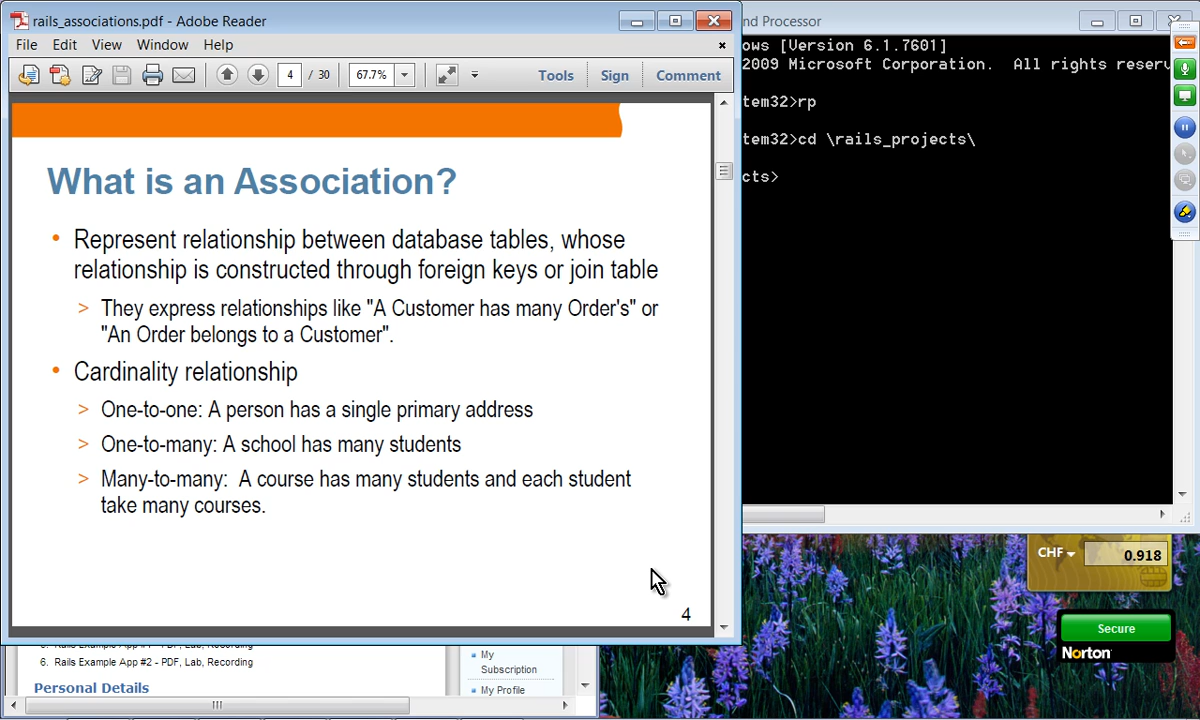 rails_associations.pdf - Adobe Reader
File Edit View Window Help
4 / 30 67.7% Tools Sign Comment
What is an Association?
• Represent relationship between database tables, whose
relationship is constructed through foreign keys or join table
> They express relationships like "A Customer has many Order's" or
"An Order belongs to a Customer".
• Cardinality relationship
> One-to-one: A person has a single primary address
> One-to-many: A school has many students
> Many-to-many:  A course has many students and each student
take many courses.
4
nd Processor
ows [Version 6.1.7601]
2009 Microsoft Corporation.  All rights reserv
tem32>rp
tem32>cd \rails_projects\
cts>
CHF 0.918
Secure
Norton
6. Rails Example App #2 - PDF, Lab, Recording
Personal Details
My
Subscription
My Profile